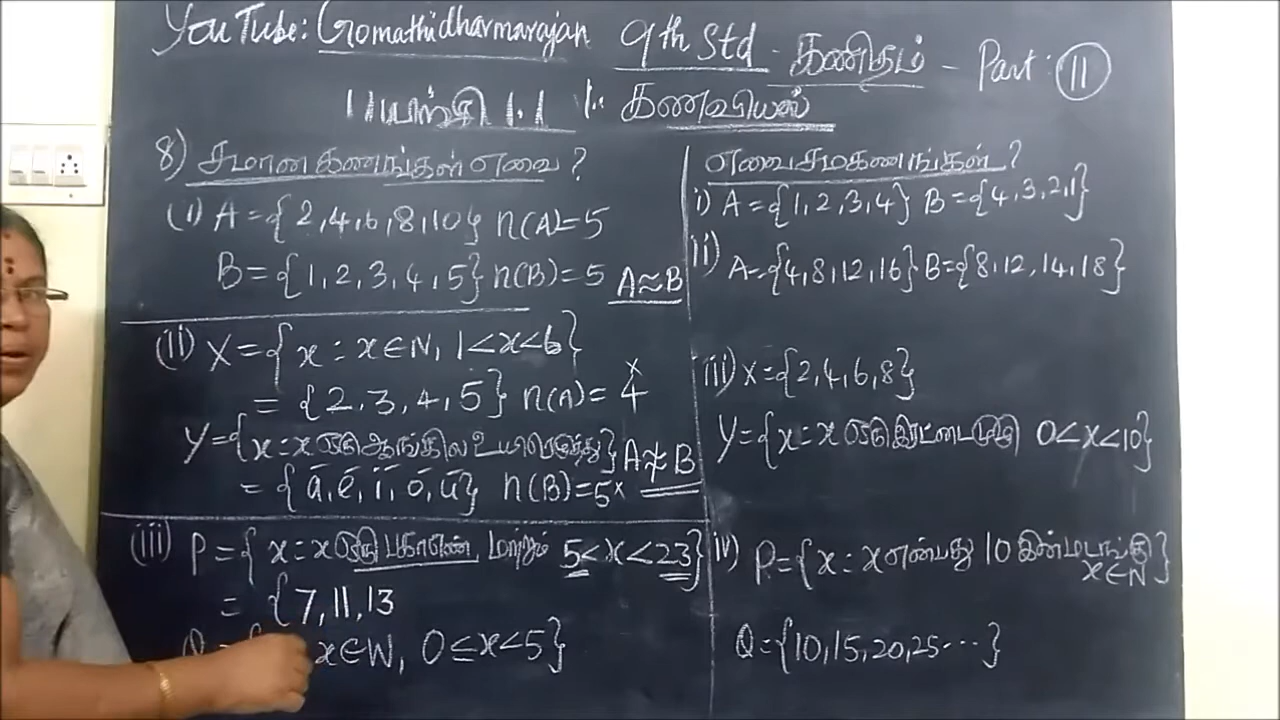 YouTube: Gomathidharmarajan 9th Std - கணிதம் - Part: 11
பயிற்சி 1.1 1. கணவியல்
8) சமான கணங்கள் எவை?
(i) A={2,4,6,8,10} n(A)=5
B={1,2,3,4,5} n(B)=5 A≈B
(ii) X={x:x∈N, 1<x<6}
= {2,3,4,5} n(A)= 4
Y={x:x ஒரு ஆங்கில உயிரெழுத்து} A≉B
= {a,e,i,o,u} n(B)=5
(iii) P={x:x ஒரு பகாஎண் மற்றும் 5<x<23}
= {7,11,13
x∈W, 0≤x<5}
எவை சமகணங்கள்?
i) A={1,2,3,4} B={4,3,2,1}
ii) A={4,8,12,16} B={8,12,14,18}
iii) X={2,4,6,8}
Y={x:x ஒரு இரட்டை 0<x<10}
iv) P={x:x என்பது 10 இன் மடங்கு
x∈N}
Q={10,15,20,25...}